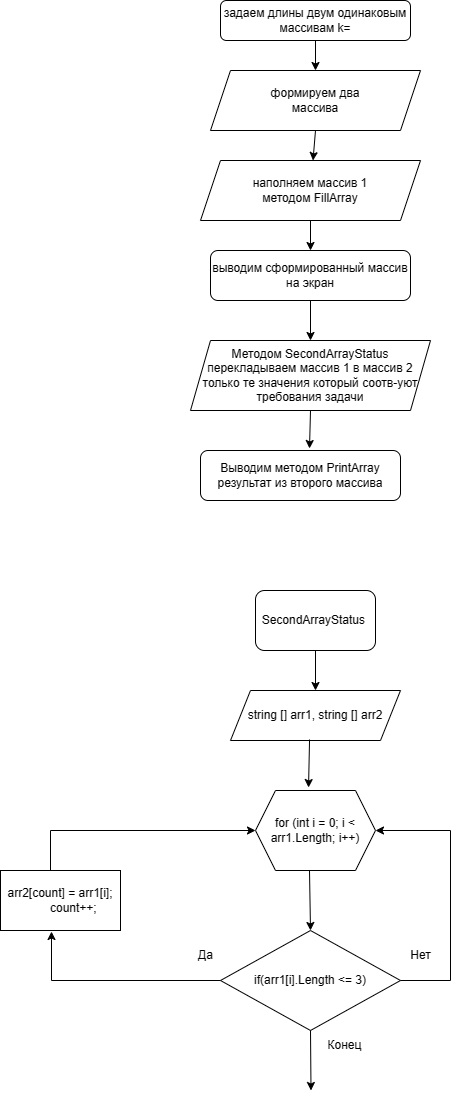 задаем длины двум одинаковым
массивам k=
формируем два
массива
наполняем массив 1
методом FillArray
выводим сформированный массив
на экран
Методом SecondArrayStatus
перекладываем массив 1 в массив 2
только те значения который соотв-уют
требования задачи
Выводим методом PrintArray
результат из второго массива
SecondArrayStatus
string [] arr1, string [] arr2
for (int i = 0; i <
arr1.Length; i++)
arr2[count] = arr1[i];
count++;
Да
Нет
if(arr1[i].Length <= 3)
Конец